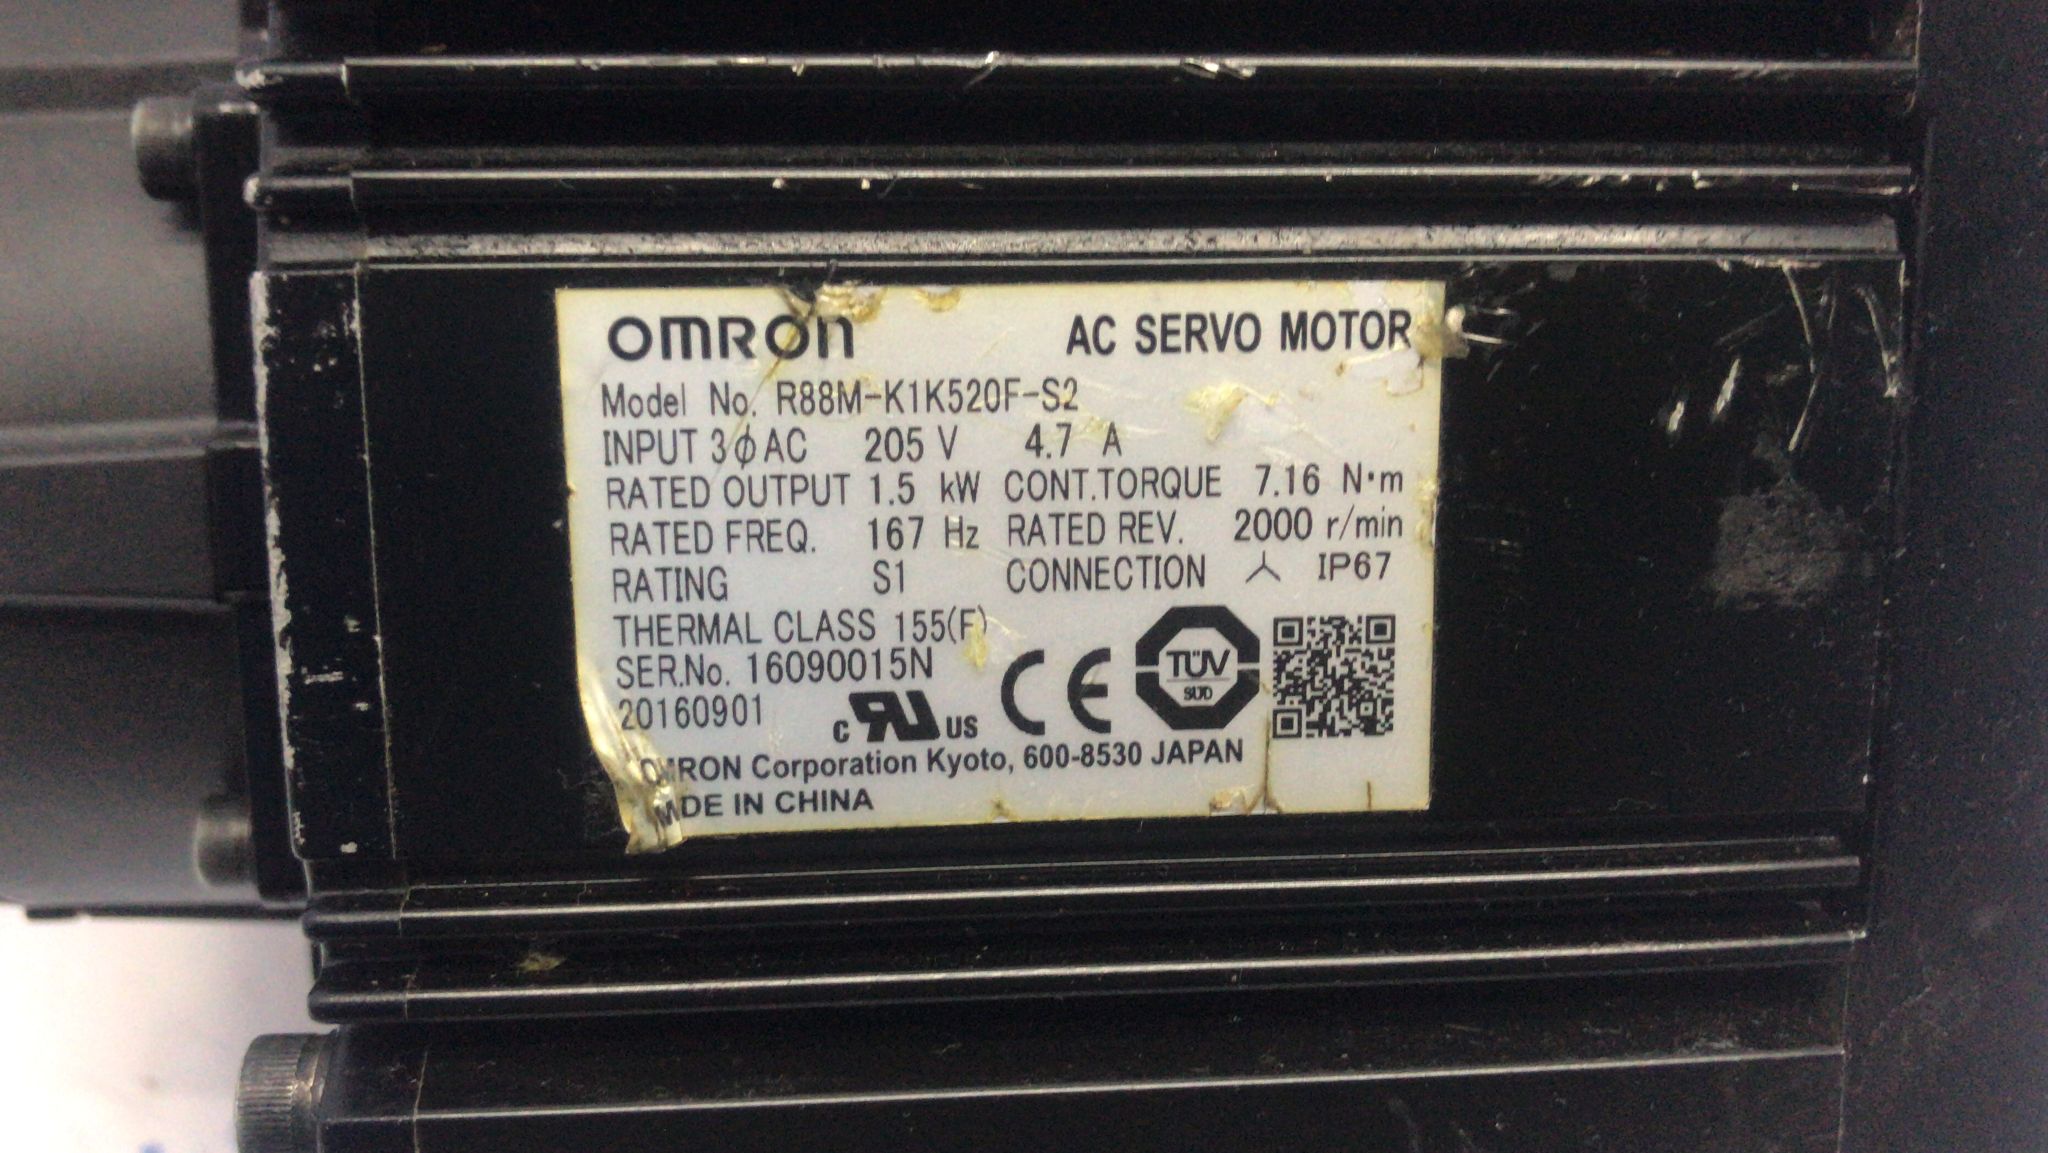 OMRON AC SERVO MOTOR
Model No. R88M-K1K520F-S2
INPUT 3ϕAC 205 V 4.7 A
RATED OUTPUT 1.5 kW CONT.TORQUE 7.16 N·m
RATED FREQ. 167 Hz RATED REV. 2000 r/min
RATING S1 CONNECTION IP67
THERMAL CLASS 155(F)
SER.No. 16090015N
20160901 c RU US CE TÜV SÜD
OMRON Corporation Kyoto, 600-8530 JAPAN
MADE IN CHINA